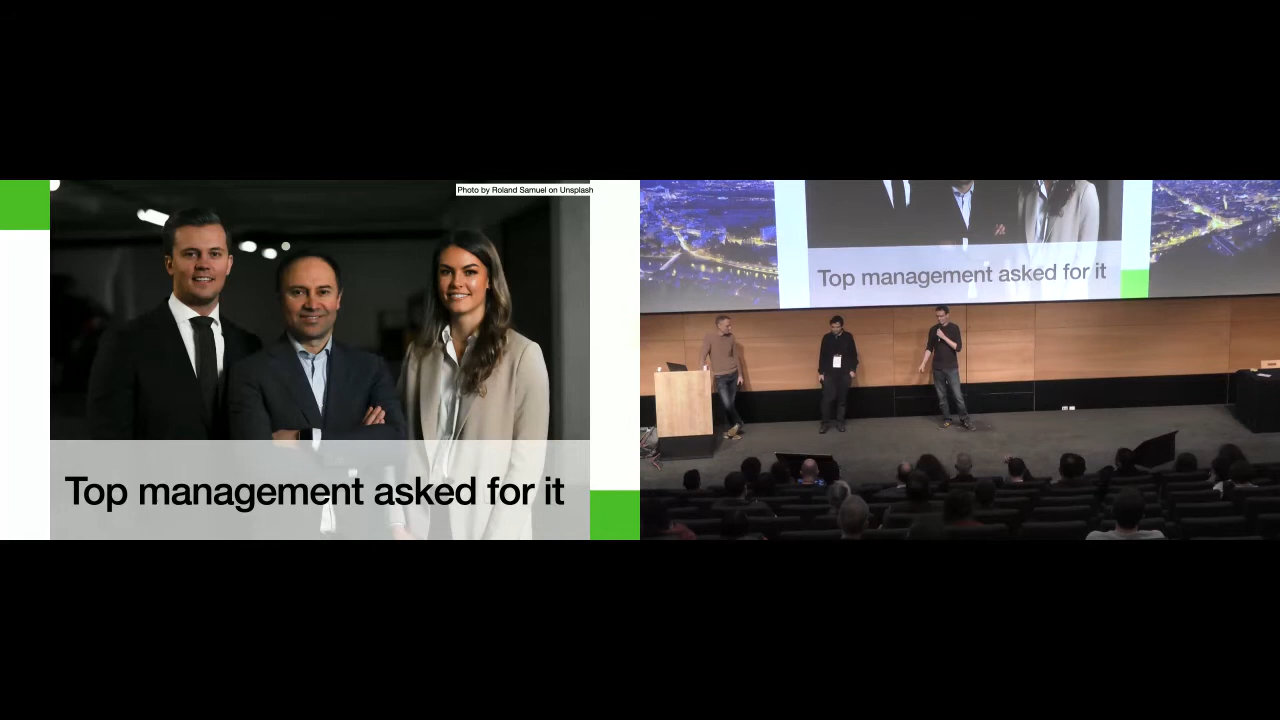 Photo by Roland Samuel on Unsplash
Top management asked for it
Top management asked for it